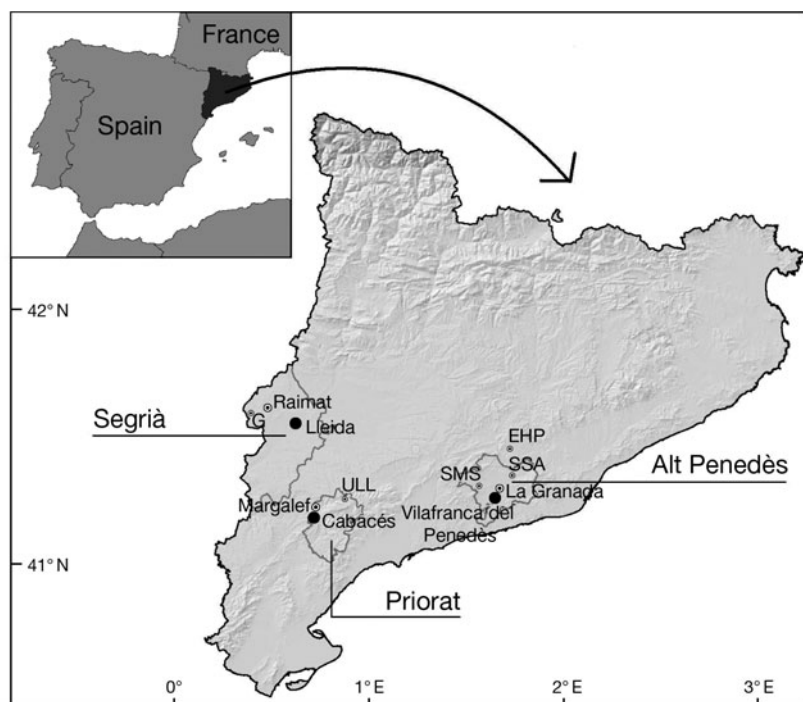 France
Spain
42° N
Segrià
G
Raimat
Lleida
EHP
SSA
SMS
Alt Penedès
La Granada
ULL
Margalef
Cabacés
Vilafranca del
Penedès
41° N
Priorat
0°
1°E
2°E
3°E